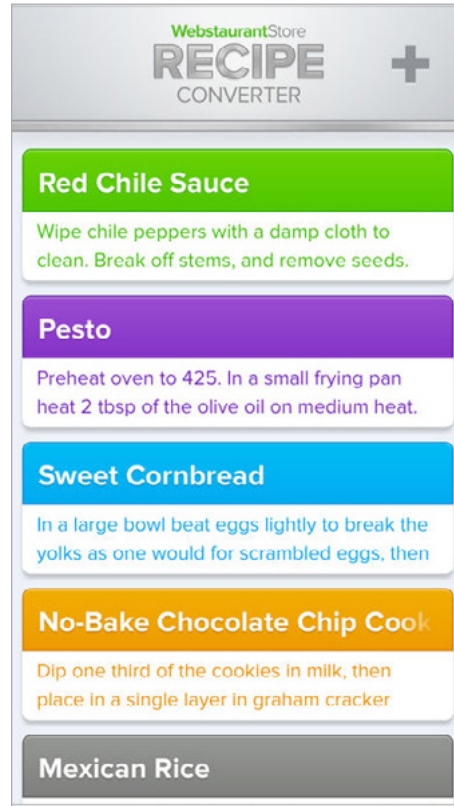 WebstaurantStore
RECIPE
CONVERTER
Red Chile Sauce
Wipe chile peppers with a damp cloth to
clean. Break off stems, and remove seeds.
Pesto
Preheat oven to 425. In a small frying pan
heat 2 tbsp of the olive oil on medium heat.
Sweet Cornbread
In a large bowl beat eggs lightly to break the
yolks as one would for scrambled eggs, then
No-Bake Chocolate Chip Cook
Dip one third of the cookies in milk, then
place in a single layer in graham cracker
Mexican Rice